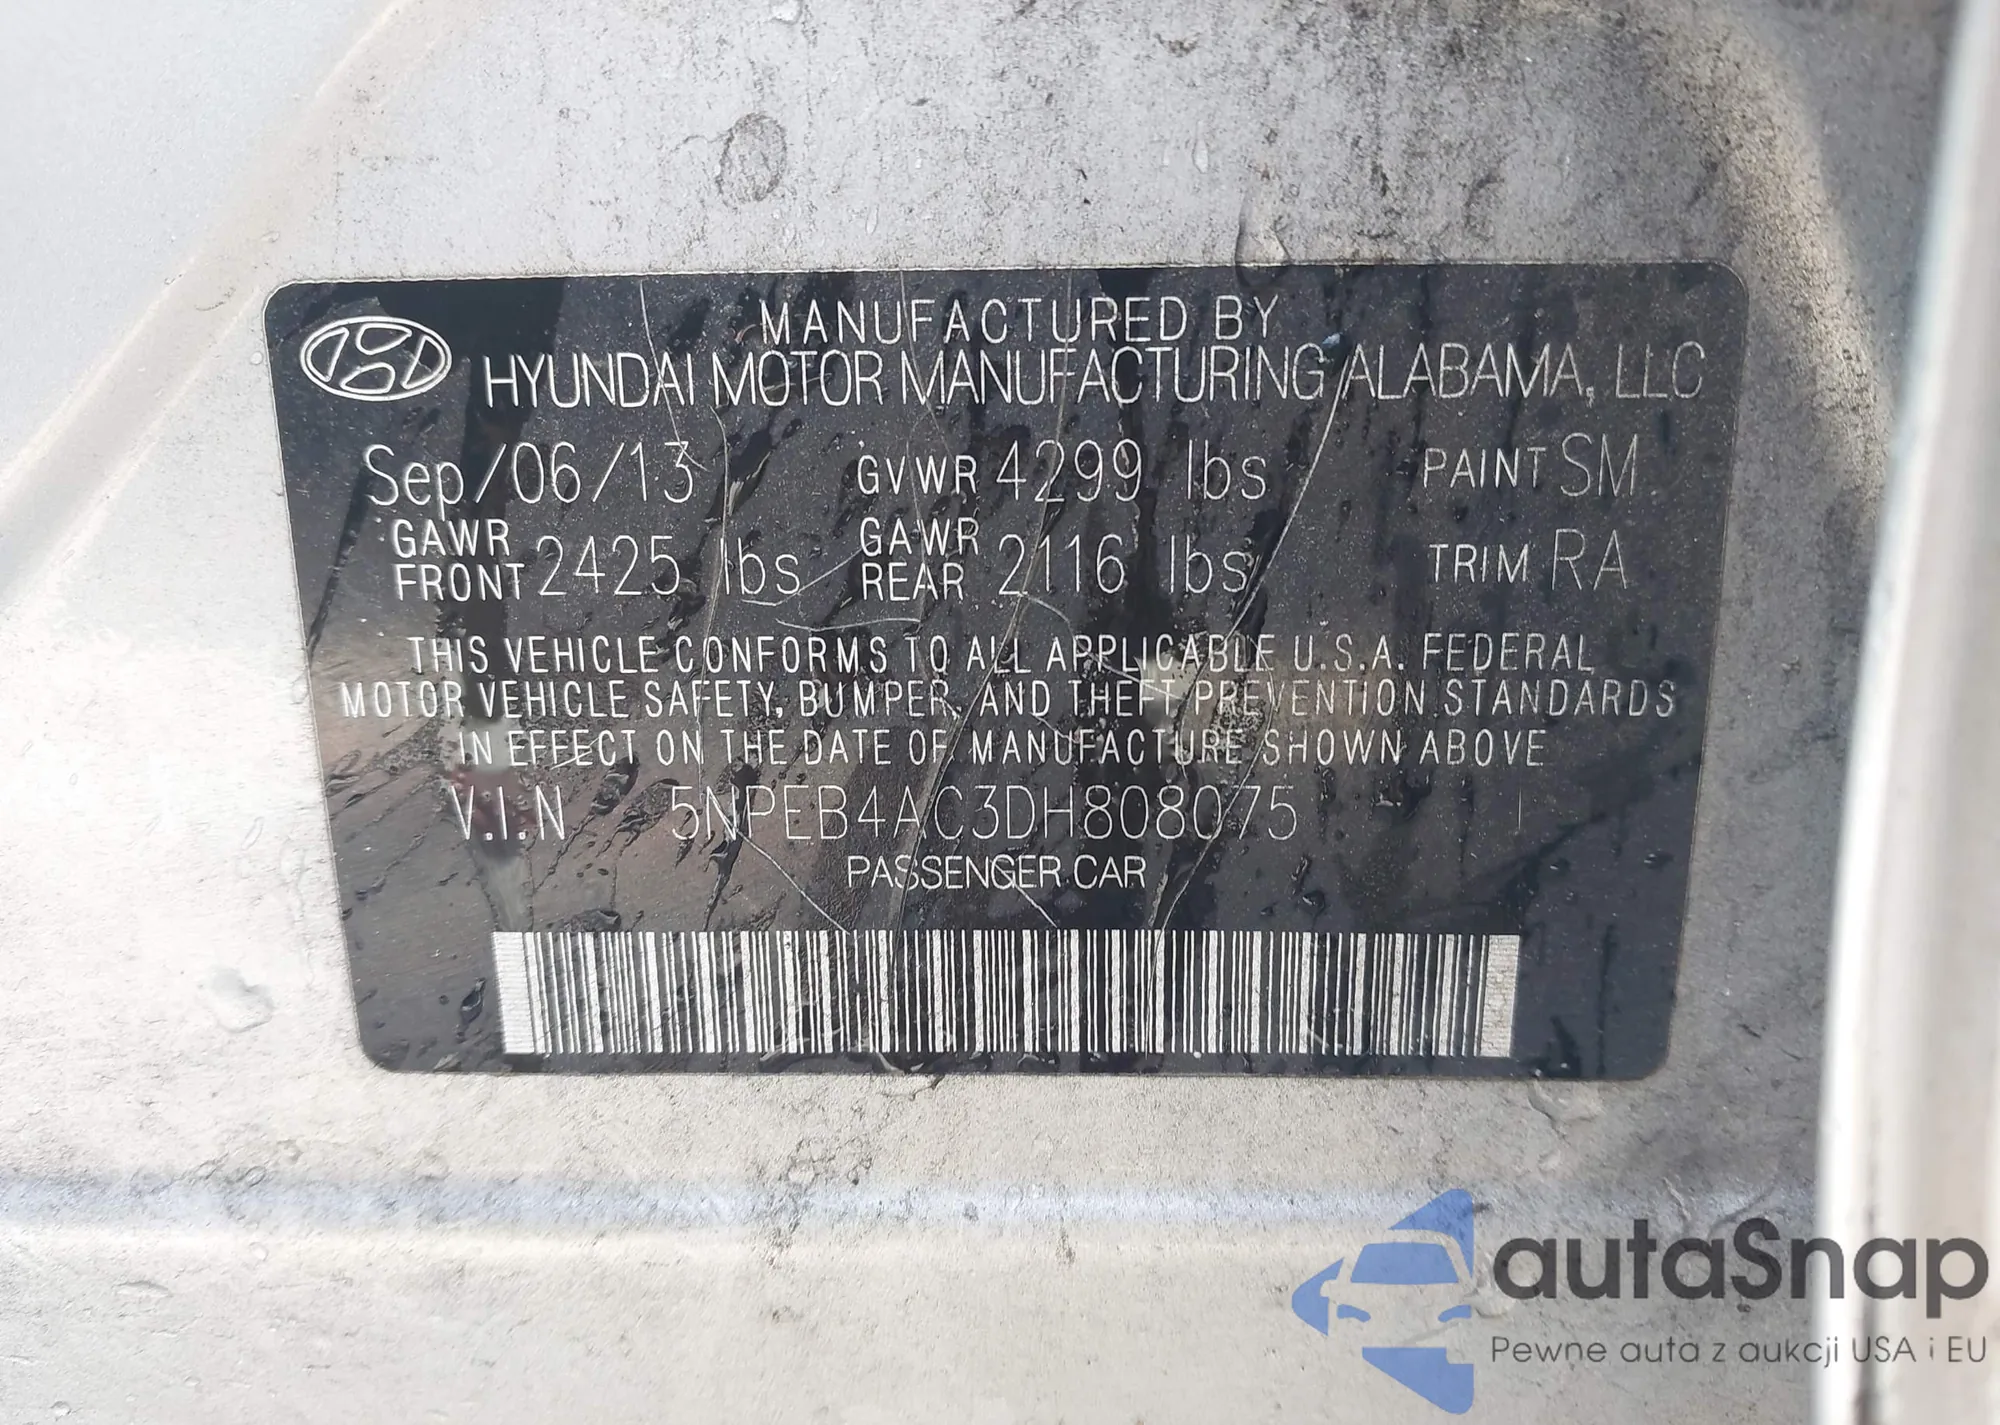 MANUFACTURED BY
HYUNDAI MOTOR MANUFACTURING ALABAMA, LLC
Sep/06/13 GVWR 4299 lbs PAINT SM
GAWR FRONT 2425 lbs GAWR REAR 2116 lbs TRIM RA
THIS VEHICLE CONFORMS TO ALL APPLICABLE U.S.A. FEDERAL
MOTOR VEHICLE SAFETY, BUMPER, AND THEFT PREVENTION STANDARDS
IN EFFECT ON THE DATE OF MANUFACTURE SHOWN ABOVE
V.I.N 5NPEB4AC3DH808075
PASSENGER CAR
autaSnap
Pewne auta z aukcji USA i EU